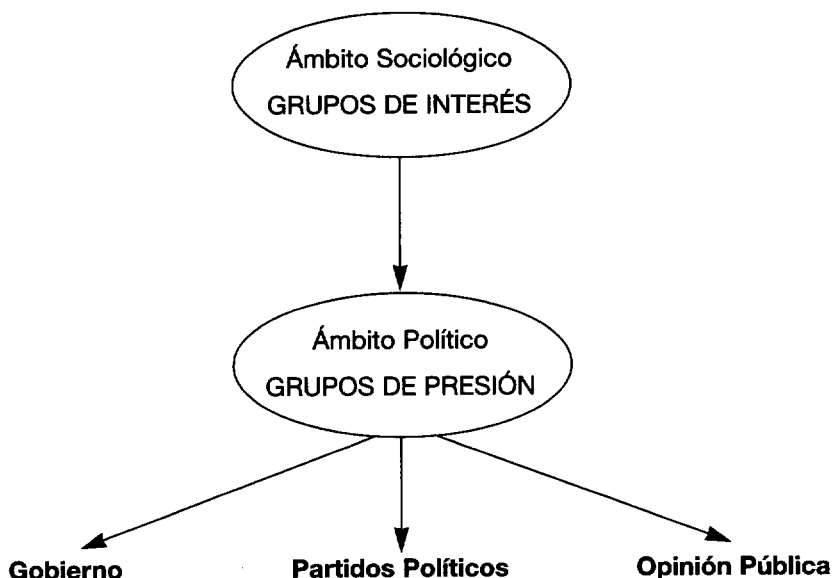 Ámbito Sociológico
GRUPOS DE INTERÉS
Ámbito Político
GRUPOS DE PRESIÓN
Gobierno
Partidos Políticos
Opinión Pública